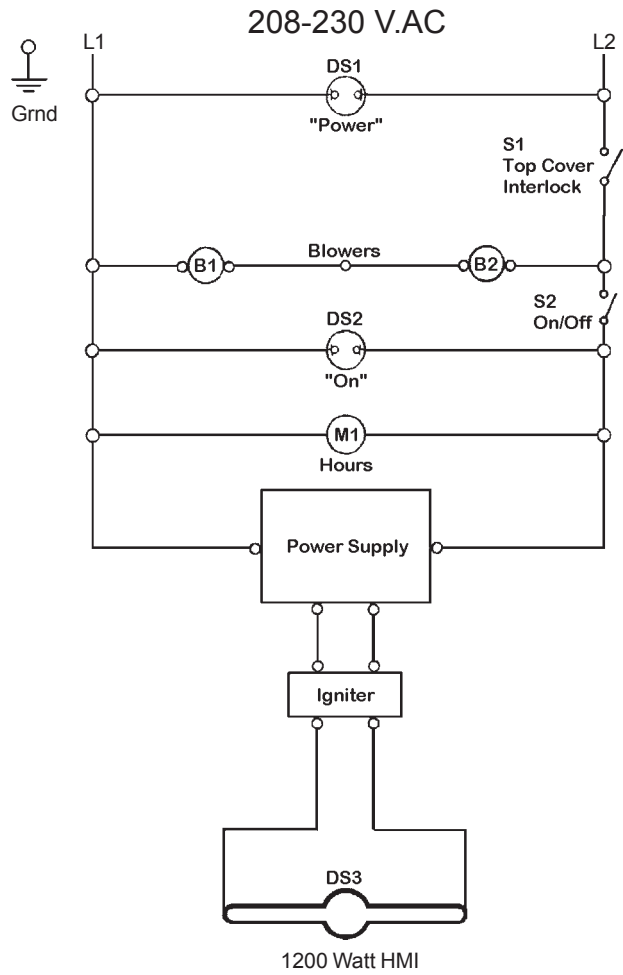 208-230 V.AC
L1
L2
Grnd
DS1
"Power"
S1
Top Cover
Interlock
B1
Blowers
B2
S2
On/Off
DS2
"On"
M1
Hours
Power Supply
Igniter
DS3
1200 Watt HMI